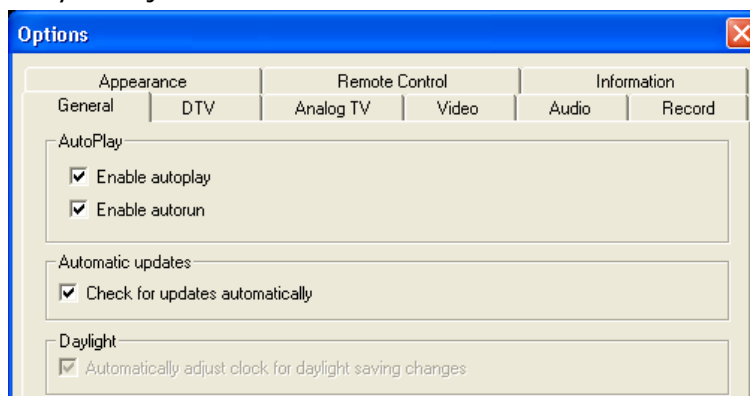 Options
Appearance Remote Control Information
General DTV Analog TV Video Audio Record
AutoPlay
Enable autoplay
Enable autorun
Automatic updates
Check for updates automatically
Daylight
Automatically adjust clock for daylight saving changes